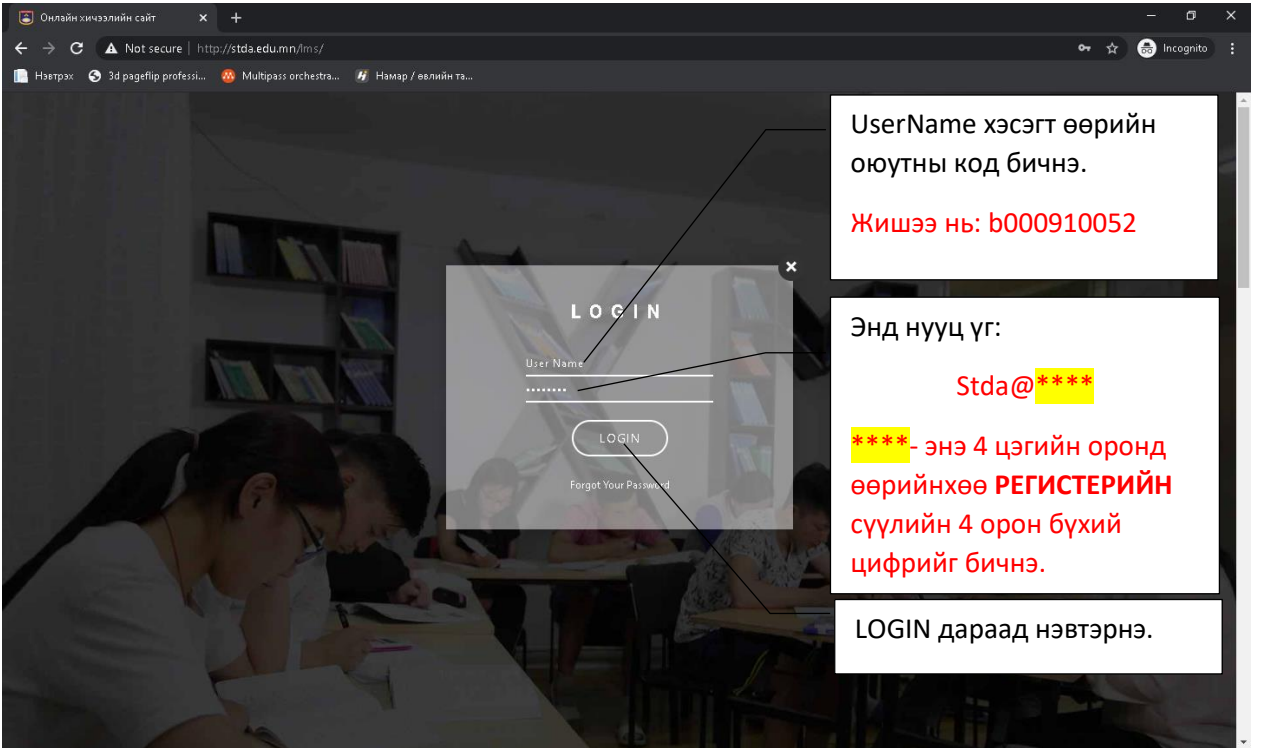 Онлайн хичээлийн сайт
Not secure | http://stda.edu.mn/lms/
Incognito
Нэвтрэх
3d pageflip professi...
Multipass orchestra...
Намар / өвлийн та...
UserName хэсэгт өөрийн
оюутны код бичнэ.
Жишээ нь: b000910052
LOGIN
User Name
••••••••
LOGIN
Forgot Your Password
Энд нууц үг:
Stda@****
****- энэ 4 цэгийн оронд
өөрийнхөө РЕГИСТЕРИЙН
сүүлийн 4 орон бүхий
цифрийг бичнэ.
LOGIN дараад нэвтэрнэ.